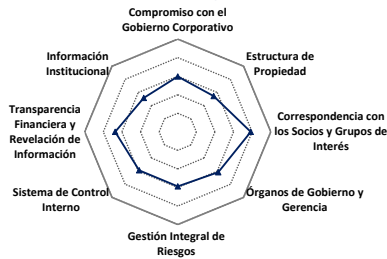 Compromiso con el
Gobierno Corporativo
Información
Institucional
Estructura de
Propiedad
Transparencia
Financiera y
Revelación de
Información
Correspondencia con
los Socios y Grupos de
Interés
Sistema de Control
Interno
Órganos de Gobierno y
Gerencia
Gestión Integral de
Riesgos